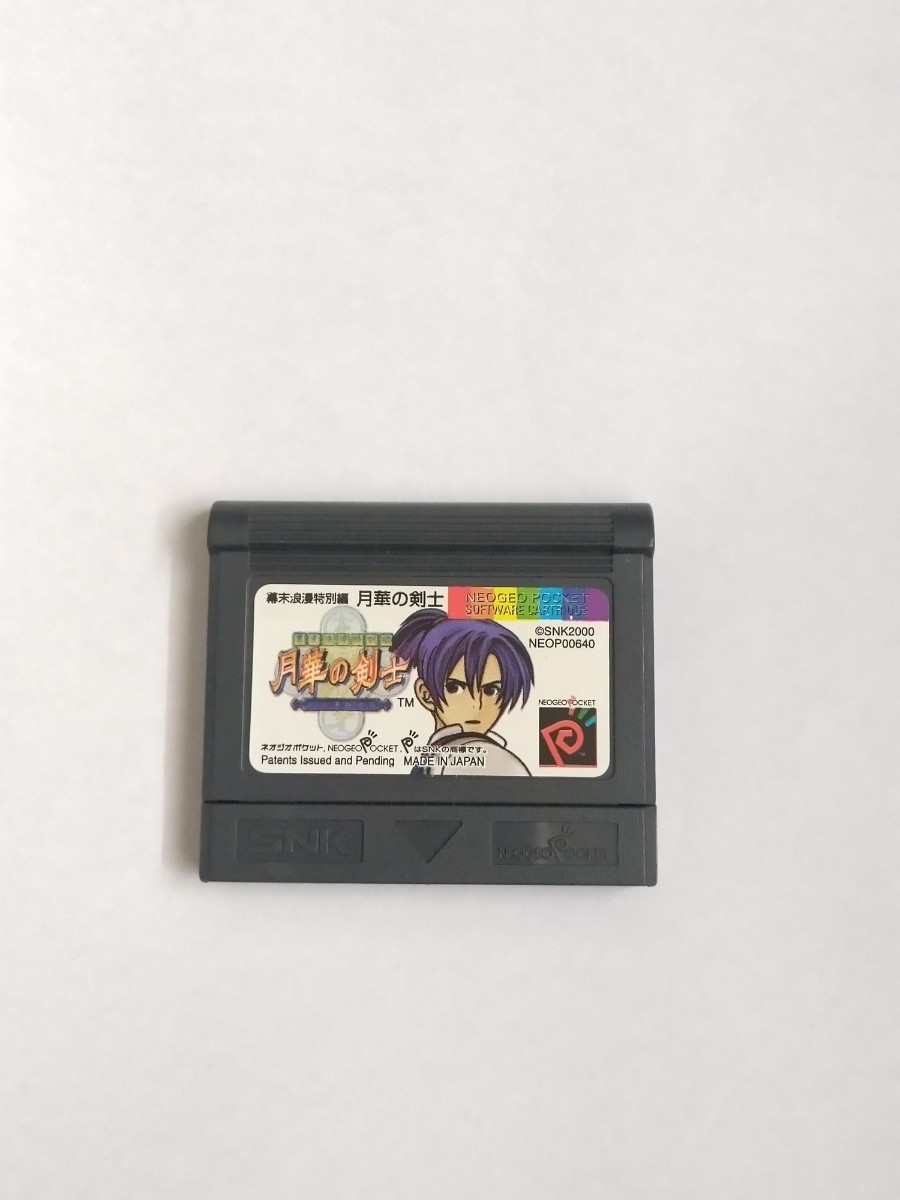 幕末浪漫特別編 月華の剣士
NEOGEO POCKET
SOFTWARE CARTRIDGE
©SNK2000
NEOP00640
月華の剣士
TM
NEOGEO POCKET
ネオジオポケット, NEOGEO POCKET. PはSNKの商標です。
Patents Issued and Pending MADE IN JAPAN
SNK
NEOGEO POCKET